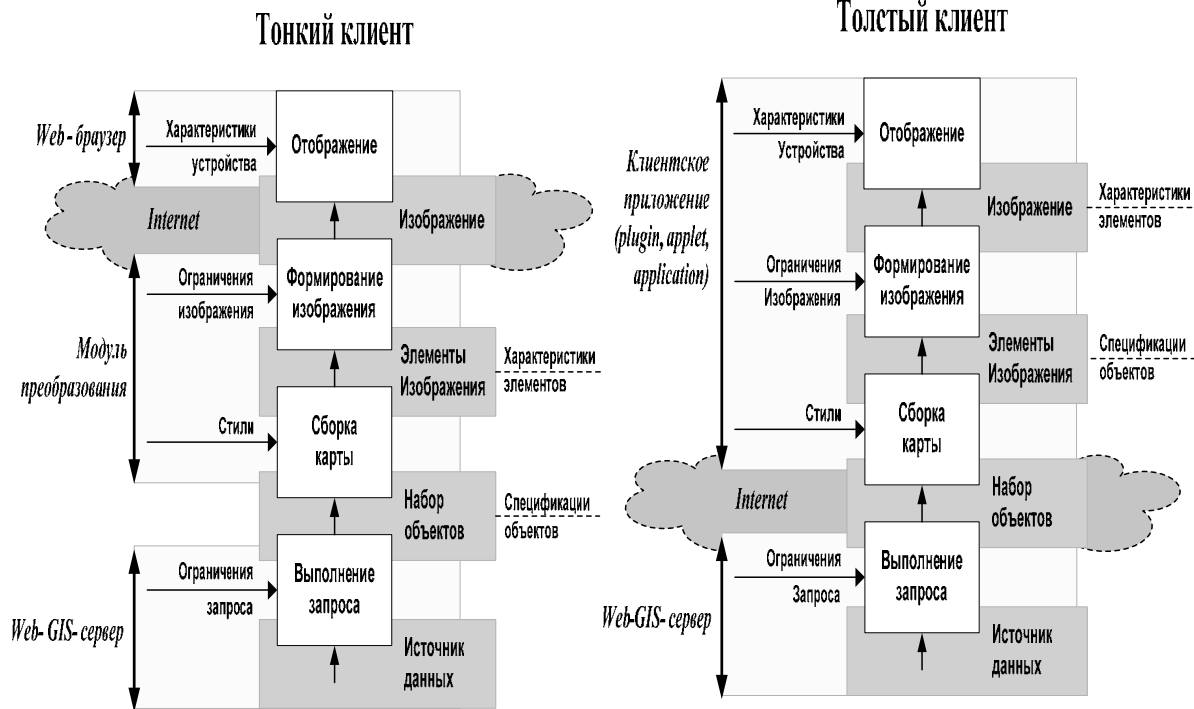 Тонкий клиент
Web - браузер
Характеристики
устройства
Отображение
Internet
Изображение
Ограничения
изображения
Формирование
изображения
Модуль
преобразования
Элементы
Изображения
Характеристики
элементов
Стили
Сборка
карты
Набор
объектов
Спецификации
объектов
Web- GIS- сервер
Ограничения
запроса
Выполнение
запроса
Источник
данных
Толстый клиент
Клиентское
приложение
(plugin, applet,
application)
Характеристики
Устройства
Отображение
Изображение
Характеристики
элементов
Ограничения
Изображения
Формирование
изображения
Элементы
Изображения
Спецификации
объектов
Стили
Сборка
карты
Internet
Набор
объектов
Web-GIS- сервер
Ограничения
Запроса
Выполнение
запроса
Источник
данных